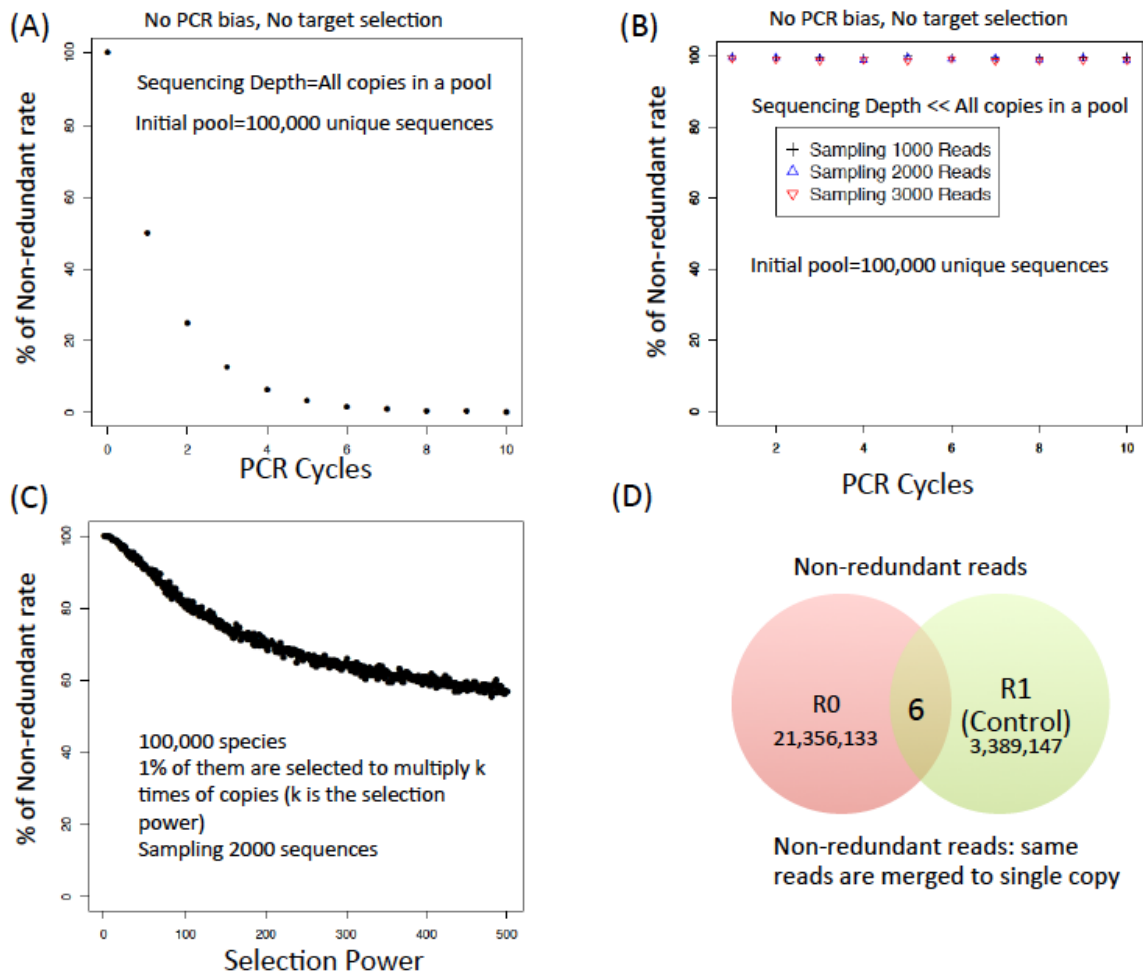 (A)
No PCR bias, No target selection
% of Non-redundant rate
100
80
60
40
20
0
Sequencing Depth=All copies in a pool
Initial pool=100,000 unique sequences
0 2 4 6 8 10
PCR Cycles
(B)
No PCR bias, No target selection
% of Non-redundant rate
100
80
60
40
20
0
Sequencing Depth << All copies in a pool
+ Sampling 1000 Reads
△ Sampling 2000 Reads
▽ Sampling 3000 Reads
Initial pool=100,000 unique sequences
2 4 6 8 10
PCR Cycles
(C)
% of Non-redundant rate
100
80
60
40
20
0
100,000 species
1% of them are selected to multiply k
times of copies (k is the selection
power)
Sampling 2000 sequences
0 100 200 300 400 500
Selection Power
(D)
Non-redundant reads
R0
21,356,133
6
R1
(Control)
3,389,147
Non-redundant reads: same
reads are merged to single copy